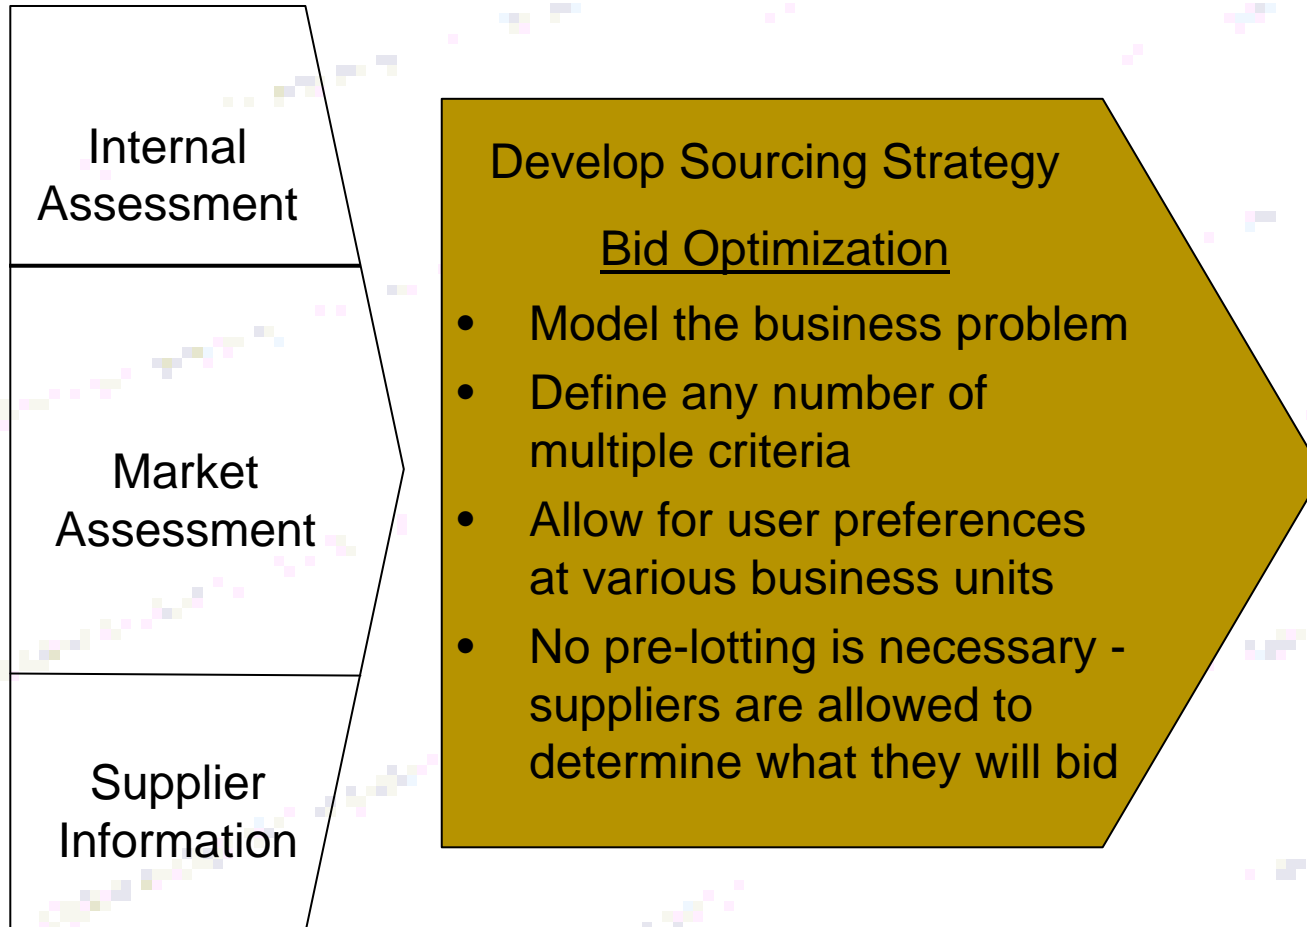 Internal
Assessment
Market
Assessment
Supplier
Information
Develop Sourcing Strategy
Bid Optimization
• Model the business problem
• Define any number of
multiple criteria
• Allow for user preferences
at various business units
• No pre-lotting is necessary -
suppliers are allowed to
determine what they will bid